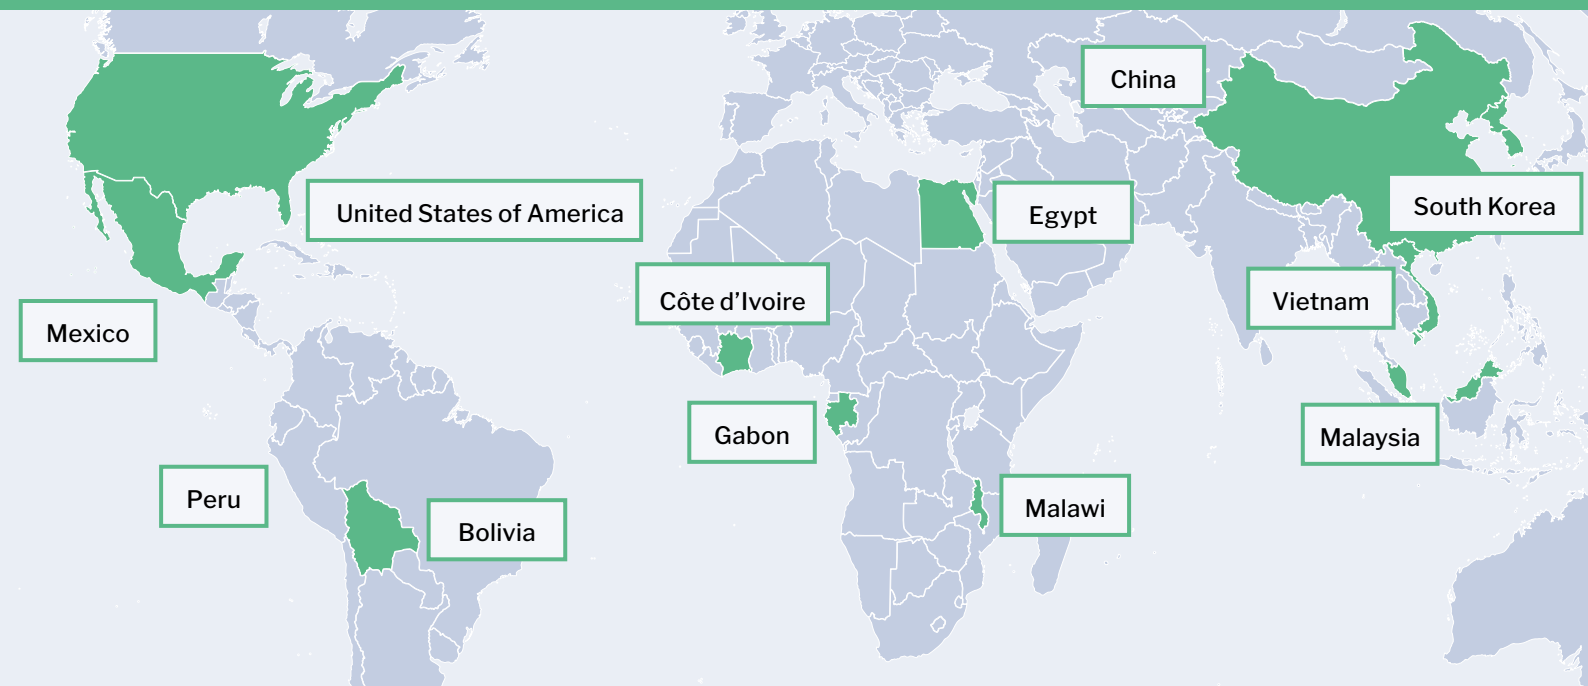 China
United States of America
Egypt
South Korea
Côte d’Ivoire
Vietnam
Mexico
Gabon
Malaysia
Peru
Bolivia
Malawi